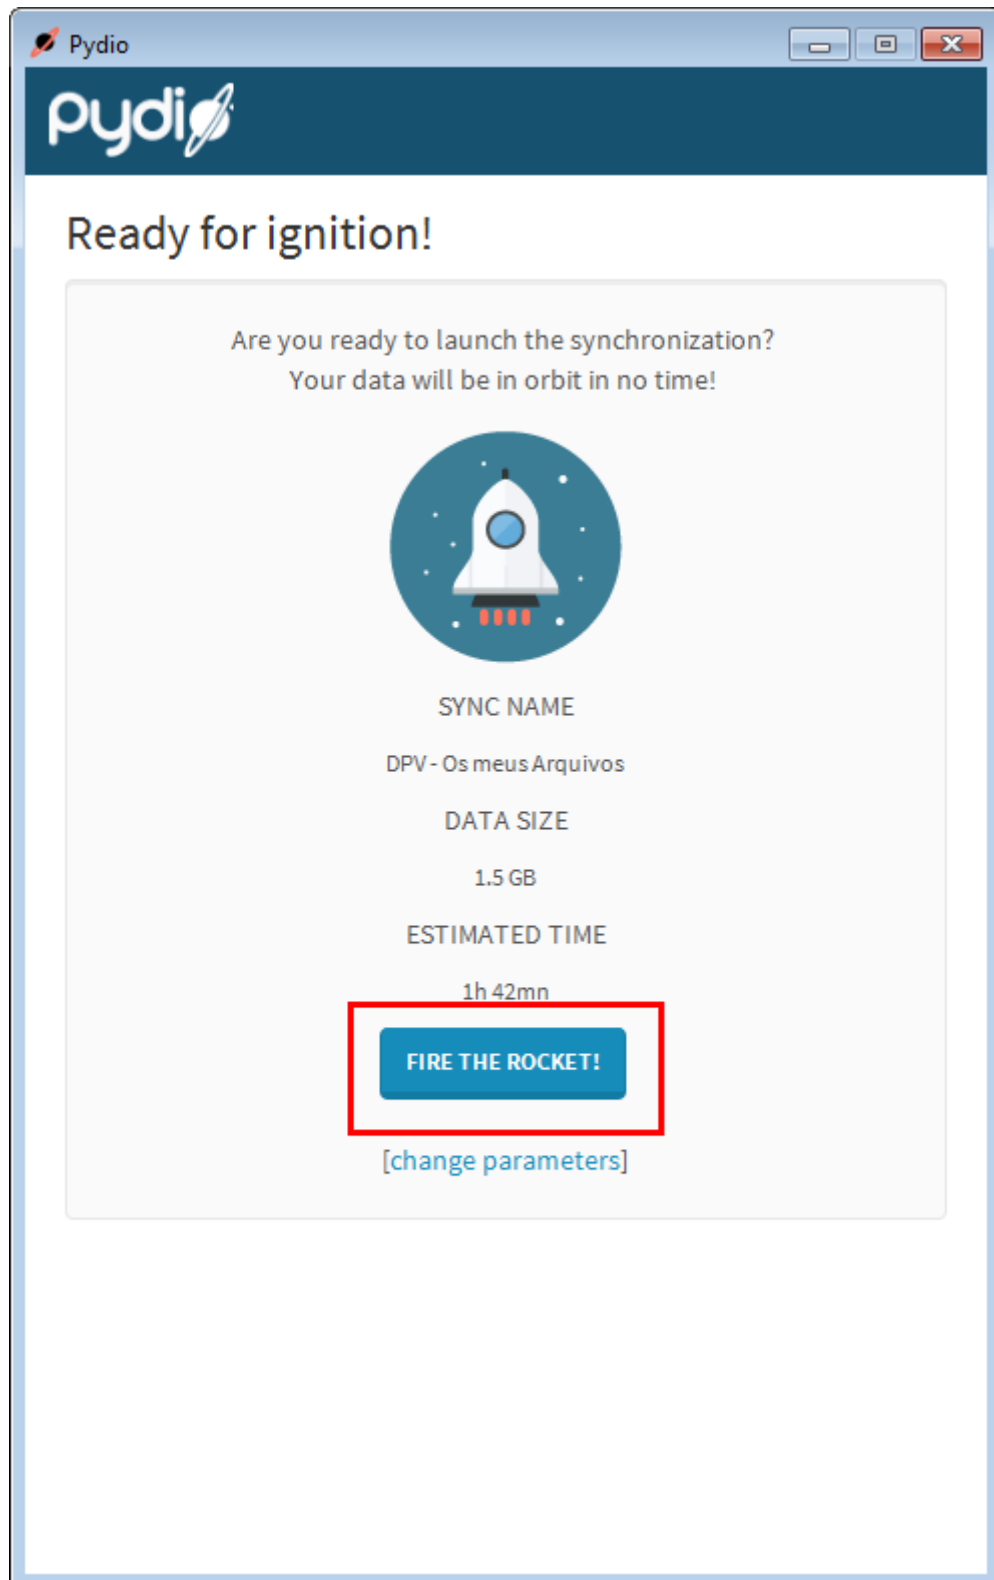 Pydio
pydio
Ready for ignition!
Are you ready to launch the synchronization?
Your data will be in orbit in no time!
SYNC NAME
DPV - Os meus Arquivos
DATA SIZE
1.5 GB
ESTIMATED TIME
1h 42mn
FIRE THE ROCKET!
[change parameters]